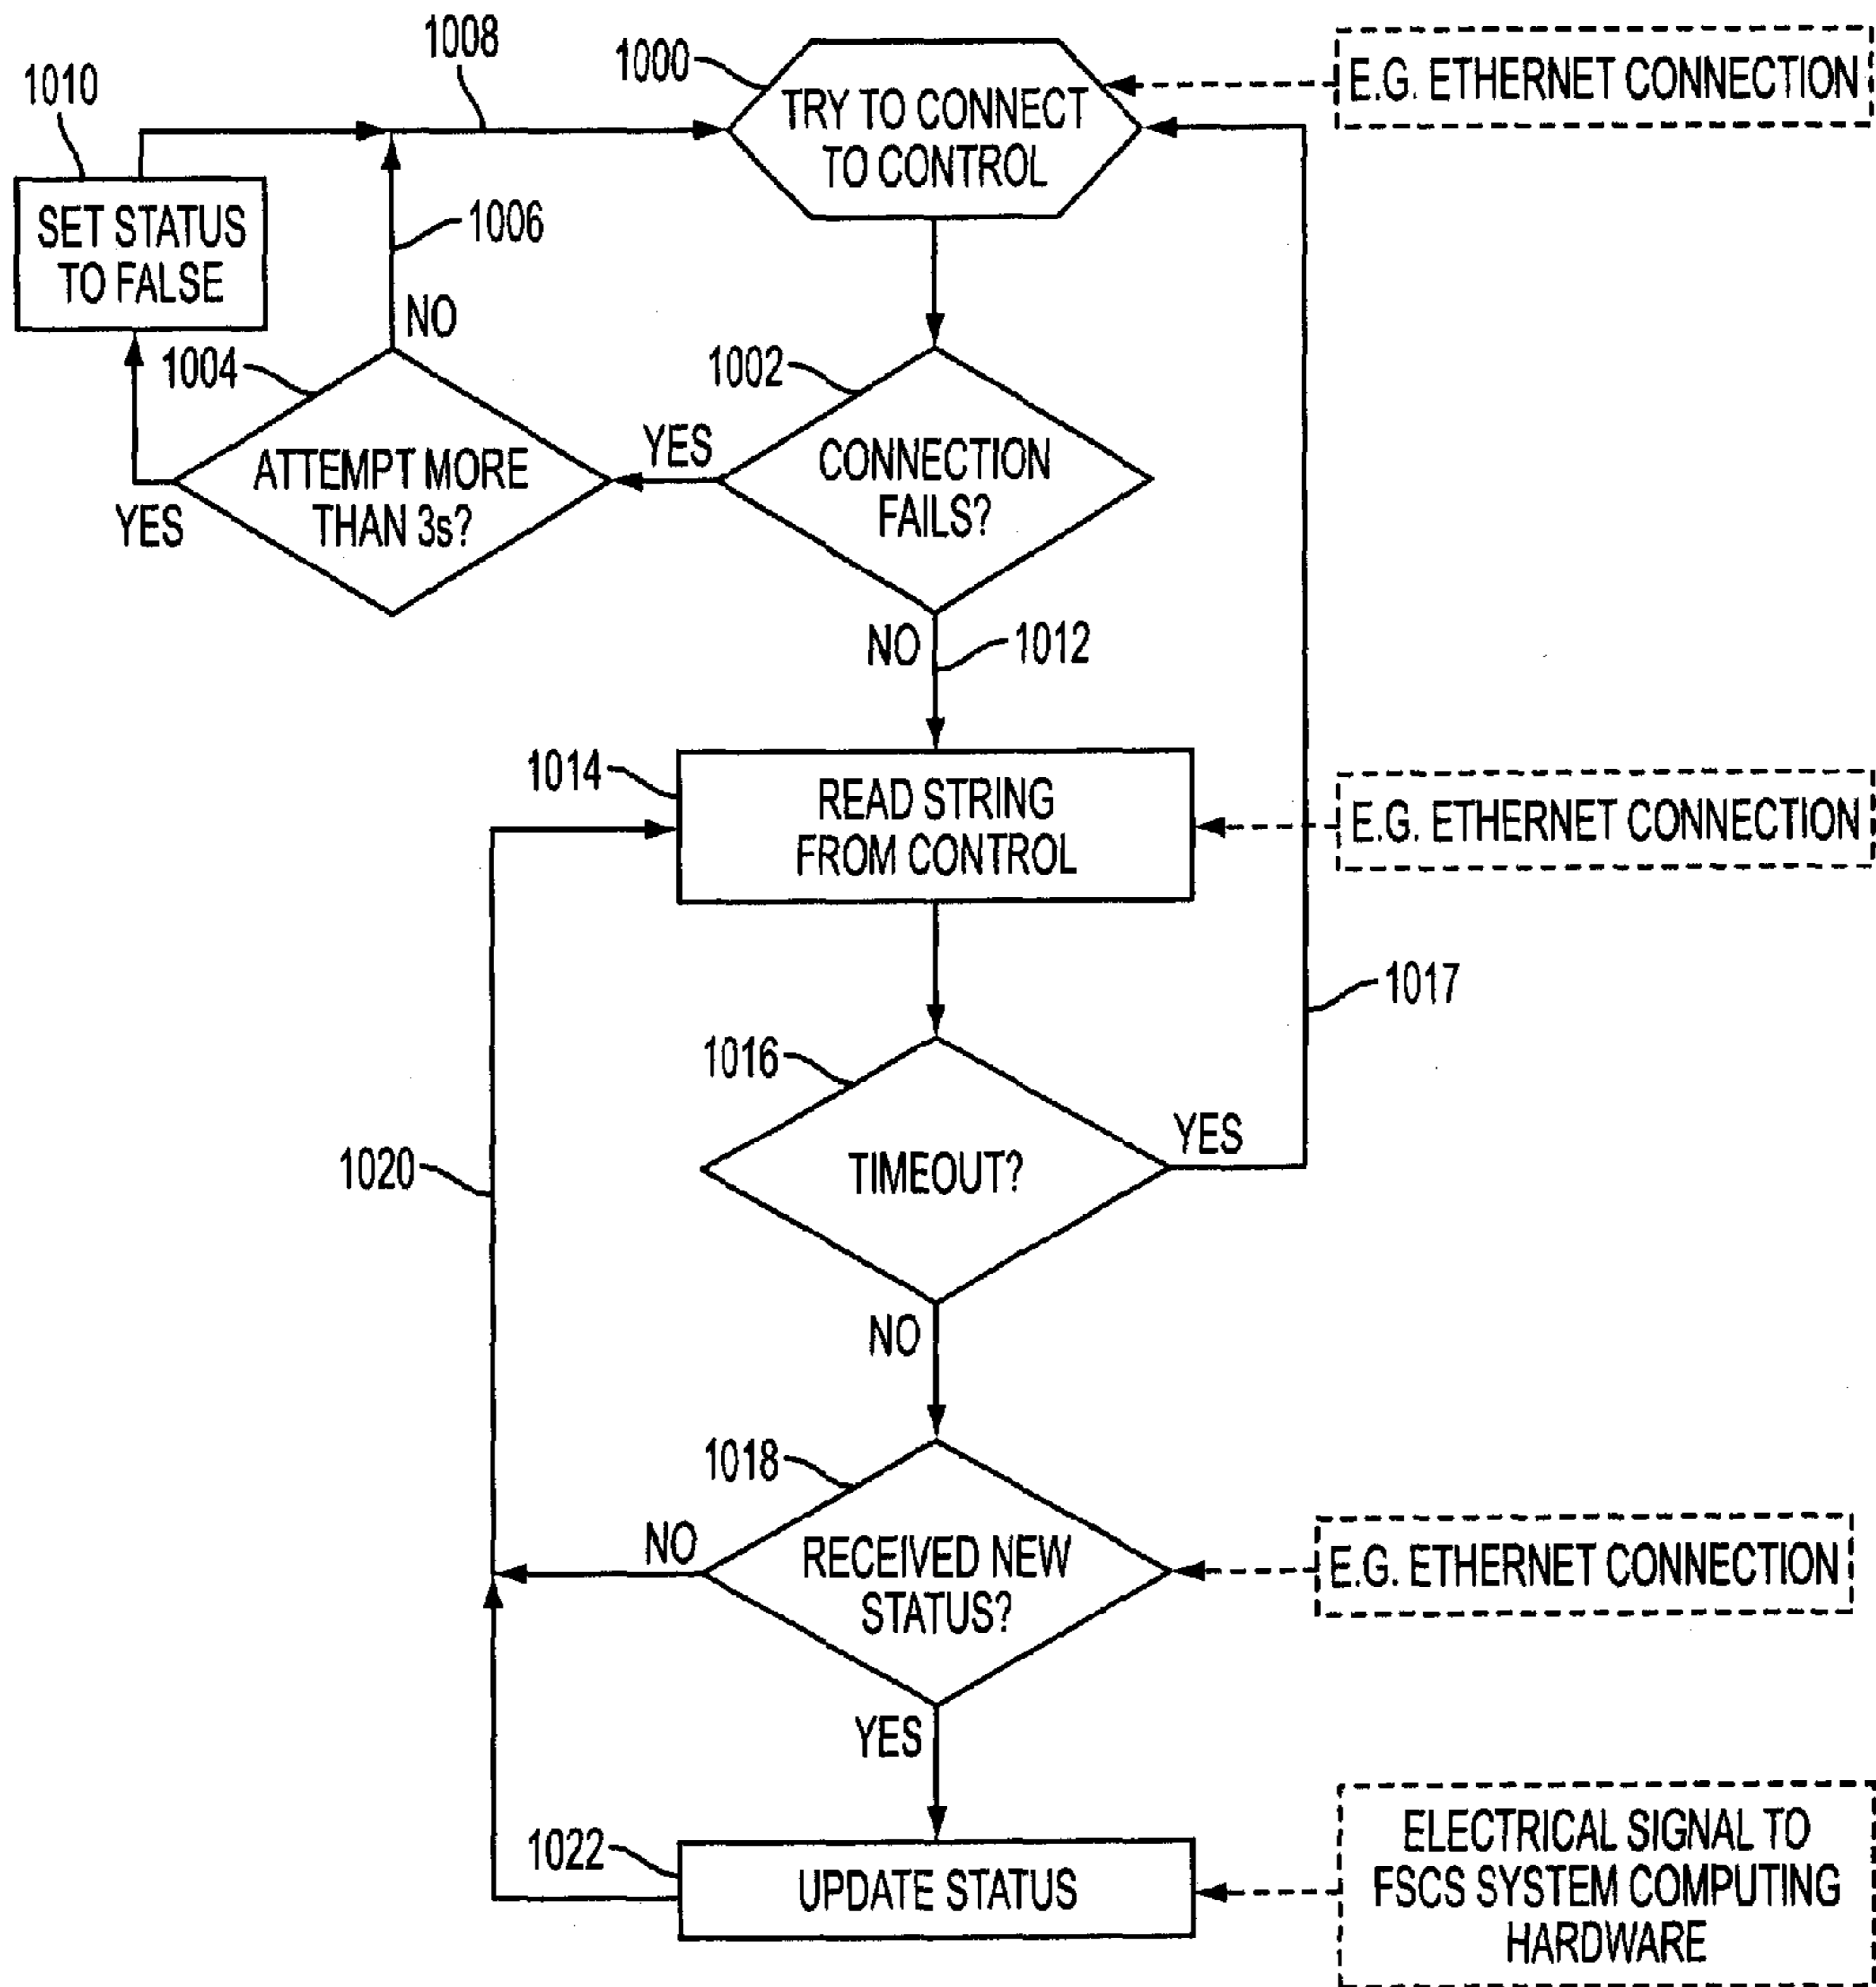 1008
1000
E.G. ETHERNET CONNECTION
1010
TRY TO CONNECT
TO CONTROL
SET STATUS
TO FALSE
1006
NO
1004
1002
ATTEMPT MORE
THAN 3s?
YES
YES
CONNECTION
FAILS?
NO
1012
1014
READ STRING
FROM CONTROL
E.G. ETHERNET CONNECTION
1017
1016
TIMEOUT?
YES
1020
NO
1018
NO
RECEIVED NEW
STATUS?
E.G. ETHERNET CONNECTION
YES
1022
UPDATE STATUS
ELECTRICAL SIGNAL TO
FSCS SYSTEM COMPUTING
HARDWARE